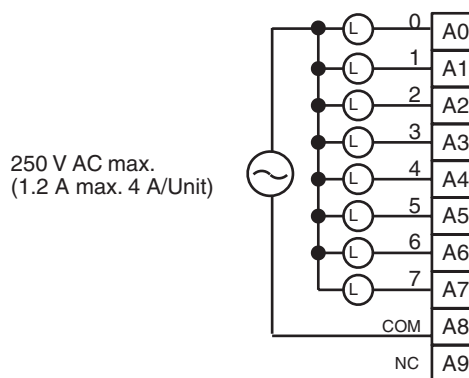 250 V AC max.
(1.2 A max. 4 A/Unit)
L 0 A0
L 1 A1
L 2 A2
L 3 A3
L 4 A4
L 5 A5
L 6 A6
L 7 A7
COM A8
NC A9